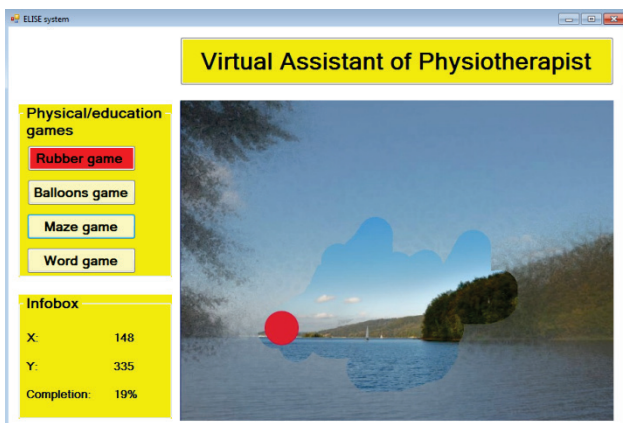 ELISE system
Virtual Assistant of Physiotherapist
Physical/education
games
Rubber game
Balloons game
Maze game
Word game
Infobox
X: 148
Y: 335
Completion: 19%